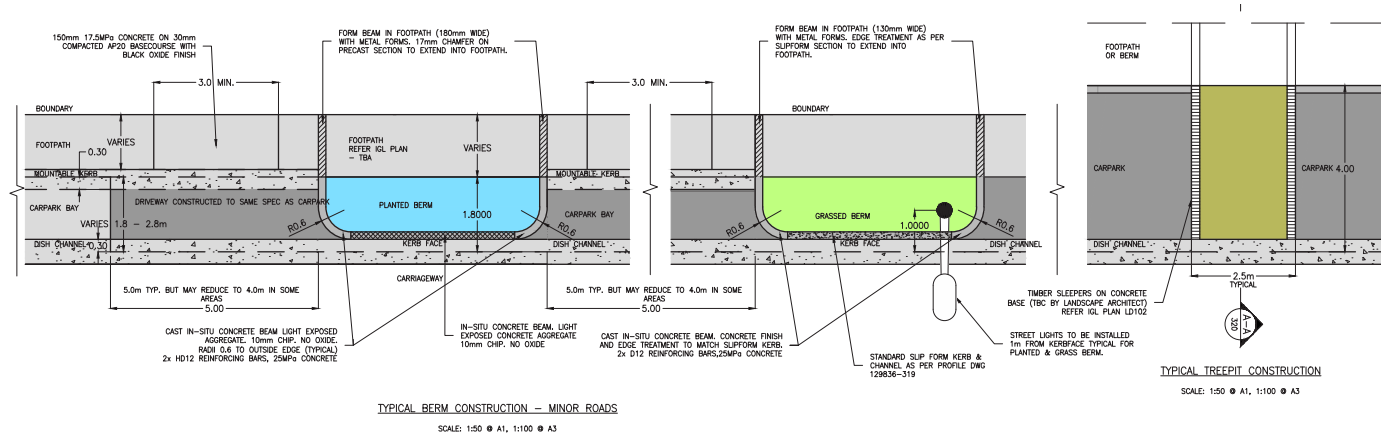 150mm 17.5MPa CONCRETE ON 30mm
COMPACTED AP20 BASECOURSE WITH
BLACK OXIDE FINISH
FORM BEAM IN FOOTPATH (180mm WIDE)
WITH METAL FORMS. 17mm CHAMFER ON
PRECAST SECTION TO EXTEND INTO FOOTPATH.
3.0 MIN.
BOUNDARY
FOOTPATH
0.30
VARIES
FOOTPATH
REFER IGL PLAN
- TBA
VARIES
MOUNTABLE KERB
MOUNTABLE KERB
DRIVEWAY CONSTRUCTED TO SAME SPEC AS CARPARK
CARPARK BAY
VARIES 1.8 - 2.8m
PLANTED BERM
1.8000
CARPARK BAY
R0.6
R0.6
DISH CHANNEL
0.30
KERB FACE
DISH CHANNEL
CARRIAGEWAY
5.0m TYP. BUT MAY REDUCE TO 4.0m IN SOME
AREAS
5.00
CAST IN-SITU CONCRETE BEAM LIGHT EXPOSED
AGGREGATE. 10mm CHIP. NO OXIDE.
RADII 0.6 TO OUTSIDE EDGE (TYPICAL)
2x HD12 REINFORCING BARS, 25MPa CONCRETE
IN-SITU CONCRETE BEAM. LIGHT
EXPOSED CONCRETE AGGREGATE
10mm CHIP. NO OXIDE
3.0 MIN.
FORM BEAM IN FOOTPATH (130mm WIDE)
WITH METAL FORMS. EDGE TREATMENT AS PER
SLIPFORM SECTION TO EXTEND INTO
FOOTPATH.
BOUNDARY
GRASSED BERM
1.0000
R0.6
R0.6
KERB FACE
DISH CHANNEL
5.0m TYP. BUT MAY REDUCE TO 4.0m IN SOME
AREAS
5.00
CAST IN-SITU CONCRETE BEAM. CONCRETE FINISH
AND EDGE TREATMENT TO MATCH SLIPFORM KERB.
2x D12 REINFORCING BARS,25MPa CONCRETE
STANDARD SLIP FORM KERB &
CHANNEL AS PER PROFILE DWG
129836-319
STREET LIGHTS TO BE INSTALLED
1m FROM KERBFACE TYPICAL FOR
PLANTED & GRASS BERM.
TYPICAL BERM CONSTRUCTION - MINOR ROADS
SCALE: 1:50 @ A1, 1:100 @ A3
FOOTPATH
OR BERM
CARPARK
CARPARK
4.00
DISH CHANNEL
2.5m
TYPICAL
TIMBER SLEEPERS ON CONCRETE
BASE (TBC BY LANDSCAPE ARCHITECT)
REFER IGL PLAN LD102
A-A
320
TYPICAL TREEPIT CONSTRUCTION
SCALE: 1:50 @ A1, 1:100 @ A3